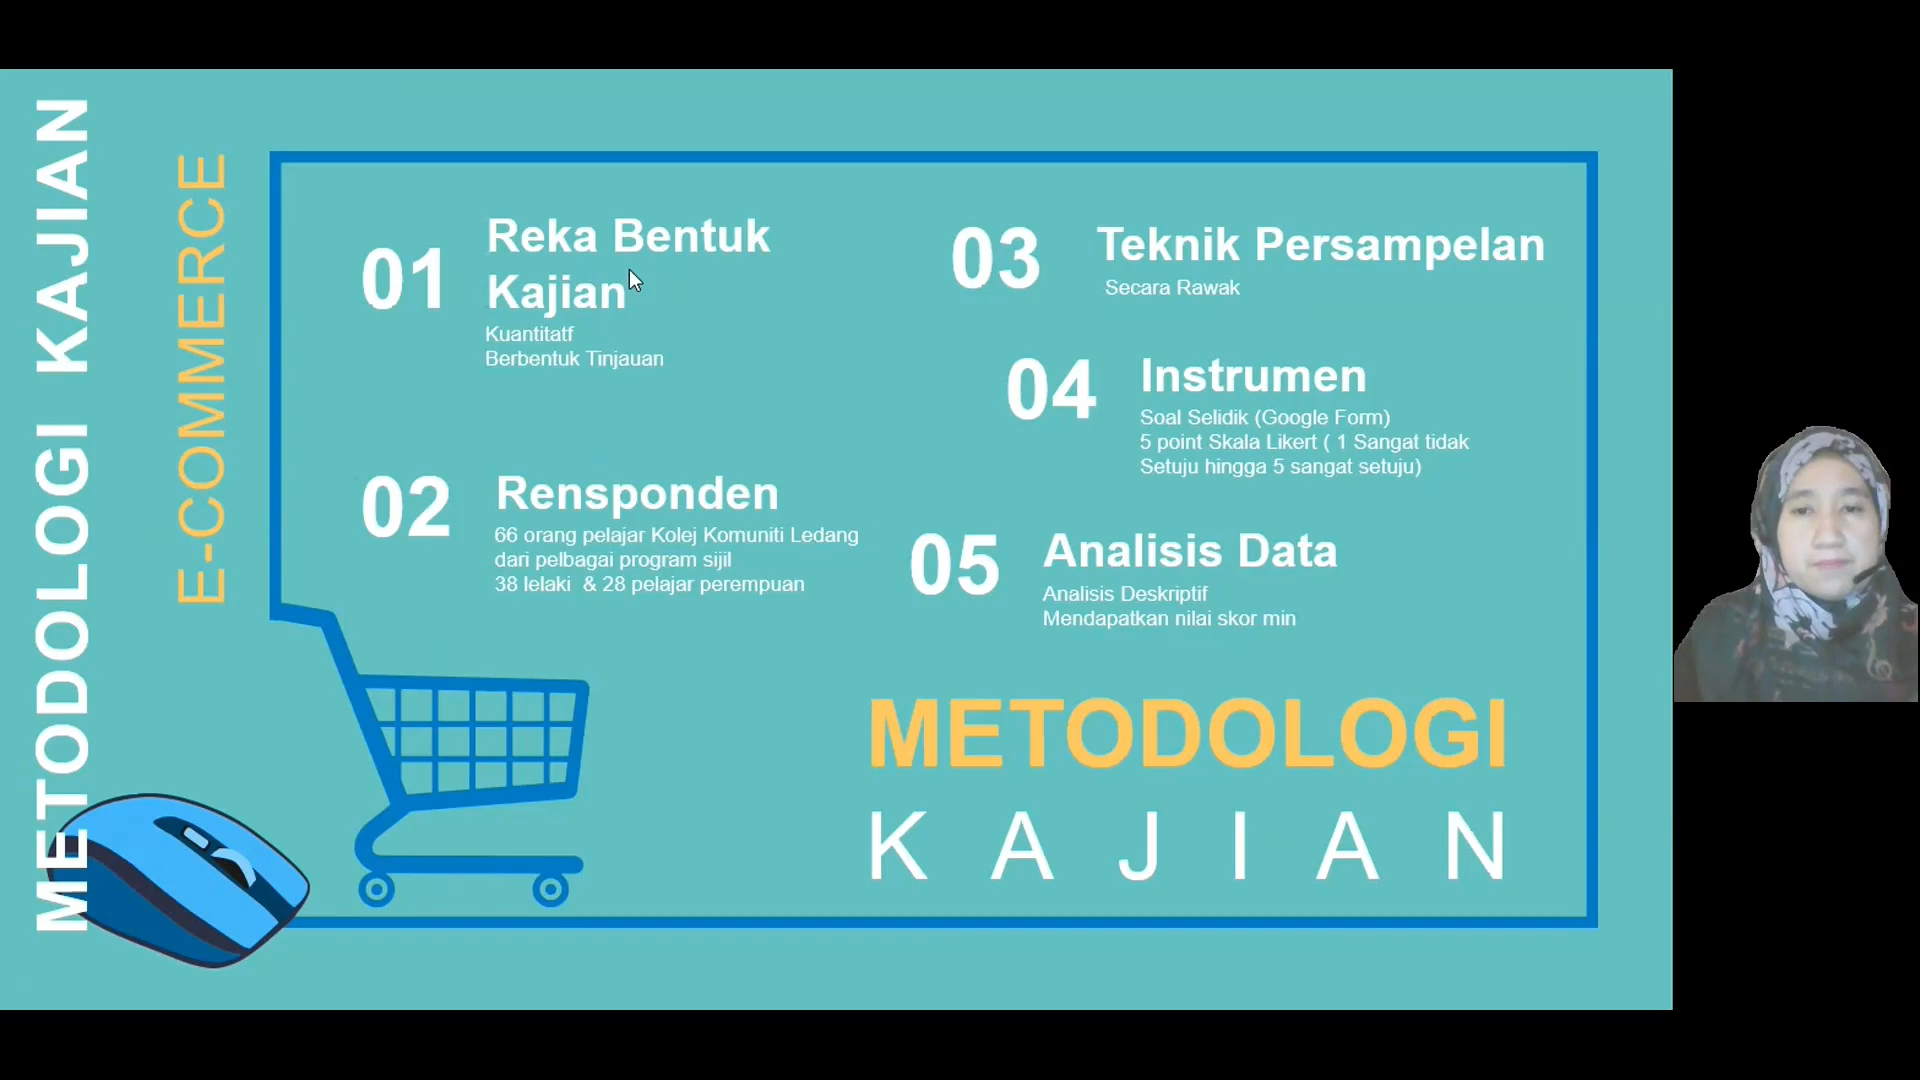 METODOLOGI KAJIAN
E-COMMERCE
01
Reka Bentuk
Kajian
Kuantitatf
Berbentuk Tinjauan
02
Rensponden
66 orang pelajar Kolej Komuniti Ledang
dari pelbagai program sijil
38 lelaki & 28 pelajar perempuan
03
Teknik Persampelan
Secara Rawak
04
Instrumen
Soal Selidik (Google Form)
5 point Skala Likert ( 1 Sangat tidak
Setuju hingga 5 sangat setuju)
05
Analisis Data
Analisis Deskriptif
Mendapatkan nilai skor min
METODOLOGI
KAJIAN